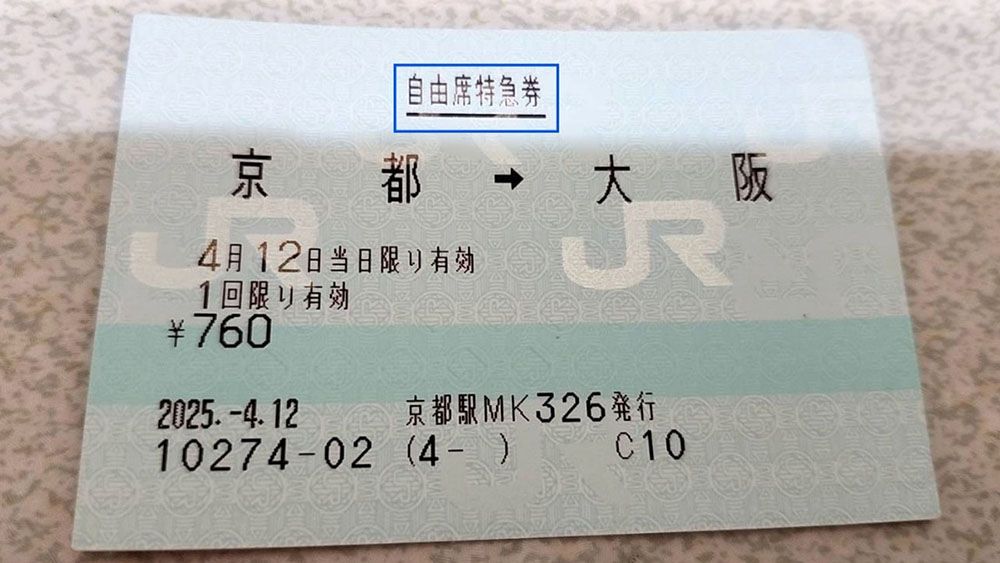 自由席特急券
京都→大阪
4月12日当日限り有効
1回限り有効
¥760
2025.-4.12 京都駅MK326発行
10274-02 (4- ) C10
JR JR